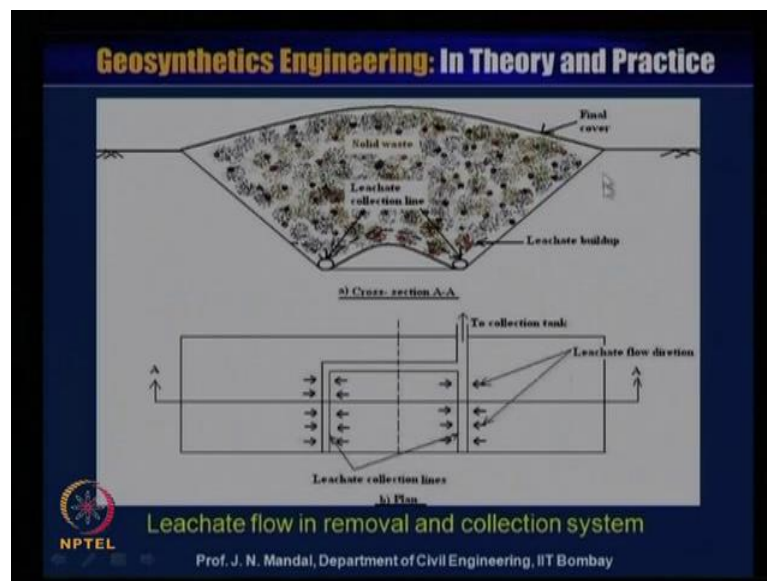 Geosynthetics Engineering: In Theory and Practice
Final
cover
Solid waste
Leachate
collection line
Leachate buildup
a) Cross- section A-A
To collection tank
Leachate flow diretion
A
A
Leachate collection lines
b) Plan
Leachate flow in removal and collection system
NPTEL
Prof. J. N. Mandal, Department of Civil Engineering, IIT Bombay